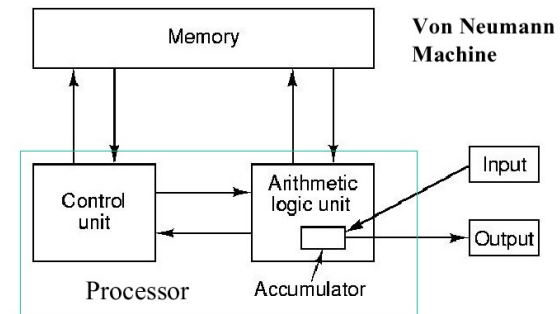 Memory
Von Neumann
Machine
Control
unit
Arithmetic
logic unit
Input
Output
Processor
Accumulator